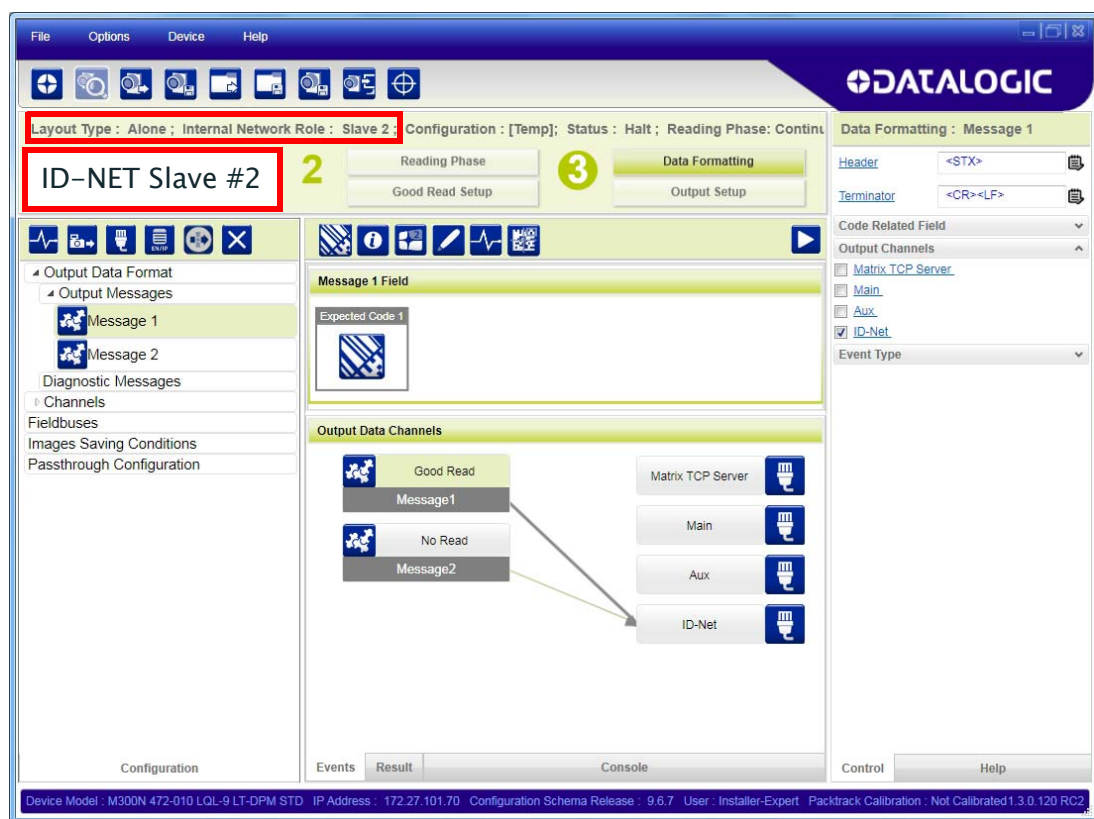 File Options Device Help
DATALOGIC
Layout Type : Alone ; Internal Network Role : Slave 2 ; Configuration : [Temp]; Status : Halt ; Reading Phase: Continu
ID-NET Slave #2
2
Reading Phase
Good Read Setup
3
Data Formatting
Output Setup
Data Formatting : Message 1
Header <STX>
Terminator <CR><LF>
Code Related Field
Output Channels
Matrix TCP Server
Main
Aux
ID-Net
Event Type
EN/IP
Output Data Format
Output Messages
Message 1
Message 2
Diagnostic Messages
Channels
Fieldbuses
Images Saving Conditions
Passthrough Configuration
Configuration
Message 1 Field
Expected Code 1
Output Data Channels
Good Read
Message1
No Read
Message2
Matrix TCP Server
Main
Aux
ID-Net
Events Result Console
Control Help
Device Model : M300N 472-010 LQL-9 LT-DPM STD IP Address : 172.27.101.70 Configuration Schema Release : 9.6.7 User : Installer-Expert Packtrack Calibration : Not Calibrated 1.3.0.120 RC2